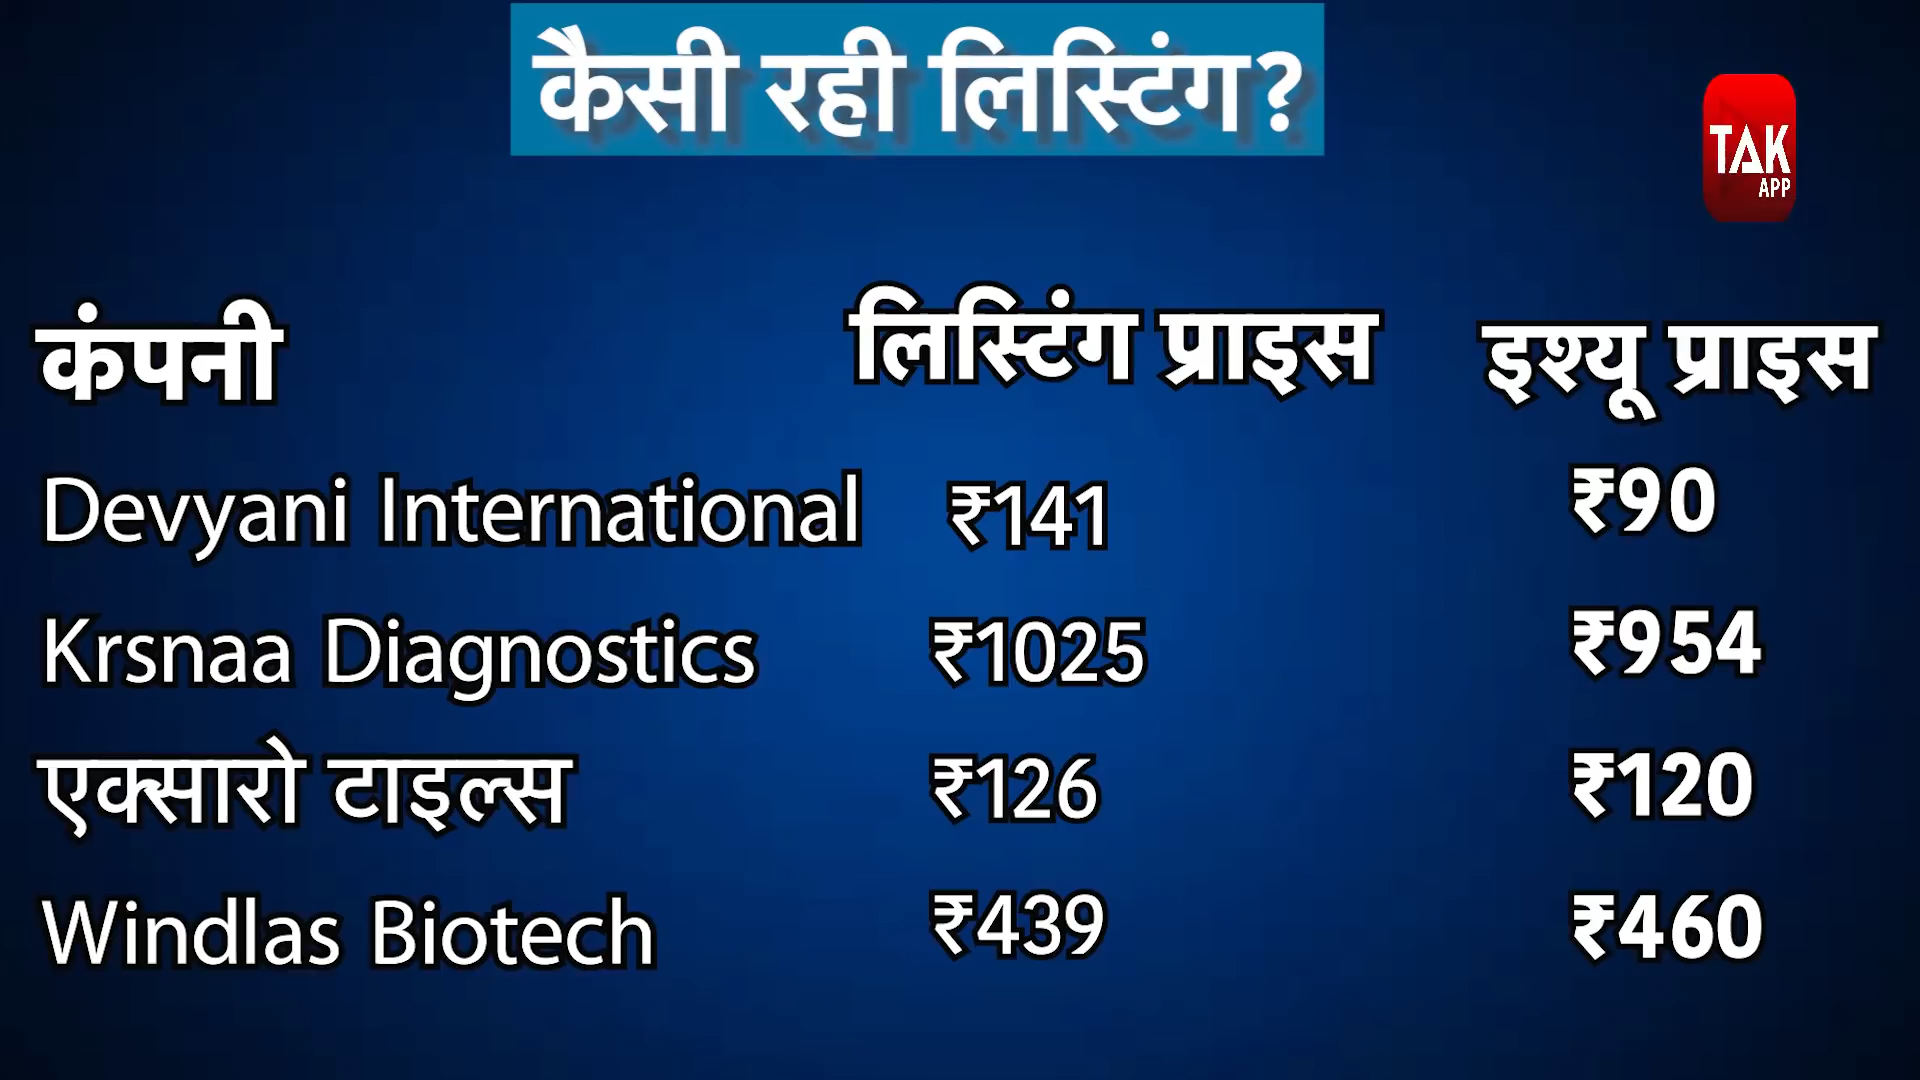 कैसी रही लिस्टिंग?
TAK
APP
कंपनी लिस्टिंग प्राइस इश्यू प्राइस
Devyani International ₹141 ₹90
Krsnaa Diagnostics ₹1025 ₹954
एक्सारो टाइल्स ₹126 ₹120
Windlas Biotech ₹439 ₹460